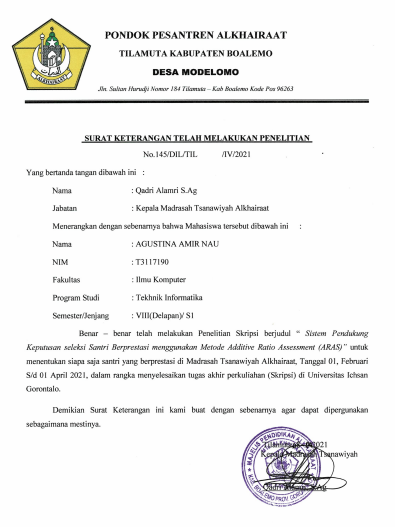 PONDOK PESANTREN ALKHAIRAAT
TILAMUTA KABUPATEN BOALEMO
DESA MODELOMO
Jln. Sultan Hurudji Nomor 184 Tilamuta – Kab Boalemo Kode Pos 96263
ALKHAIRAAT
SURAT KETERANGAN TELAH MELAKUKAN PENELITIAN
No.145/DIL/TIL /IV/2021
Yang bertanda tangan dibawah ini :
Nama : Qadri Alamri S.Ag
Jabatan : Kepala Madrasah Tsanawiyah Alkhairaat
Menerangkan dengan sebenarnya bahwa Mahasiswa tersebut dibawah ini :
Nama : AGUSTINA AMIR NAU
NIM : T3117190
Fakultas : Ilmu Komputer
Program Studi : Tekhnik Informatika
Semester/Jenjang : VIII(Delapan)/ S1
Benar – benar telah melakukan Penelitian Skripsi berjudul “ Sistem Pendukung
Keputusan seleksi Santri Berprestasi menggunakan Metode Additive Ratio Assessment (ARAS)” untuk
menentukan siapa saja santri yang berprestasi di Madrasah Tsanawiyah Alkhairaat, Tanggal 01, Februari
S/d 01 April 2021, dalam rangka menyelesaikan tugas akhir perkuliahan (Skripsi) di Universitas Ichsan
Gorontalo.
Demikian Surat Keterangan ini kami buat dengan sebenarnya agar dapat dipergunakan
sebagaimana mestinya.
2021
Kepala Madrasah Tsanawiyah
MAJELIS PENDIDIKAN
BOALEMO PROV GORONTALO
Qadri Alamri S.Ag